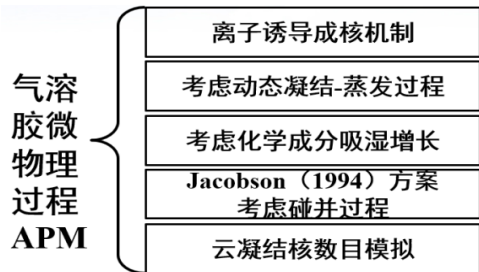 气溶
胶微
物理
过程
APM
离子诱导成核机制
考虑动态凝结-蒸发过程
考虑化学成分吸湿增长
Jacobson（1994）方案
考虑碰并过程
云凝结核数目模拟